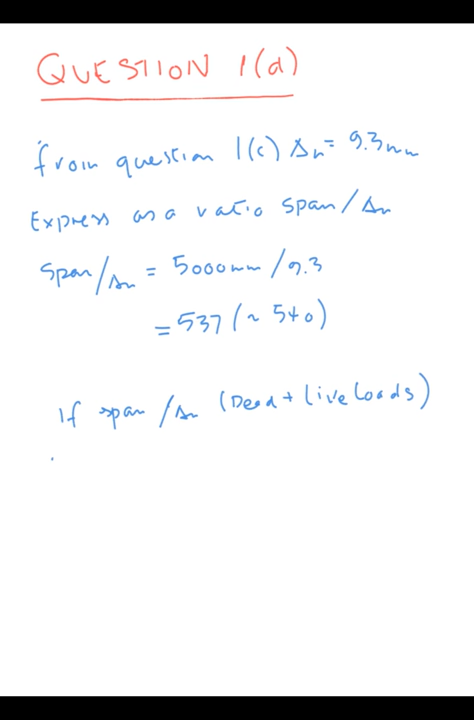 QUESTION 1(d)
from question 1(c) Δn = 9.3mm
Express as a ratio span/Δn
Span/Δn = 5000mm/9.3
= 537 (~ 540)
If span/Δn (Dead + Live Loads)